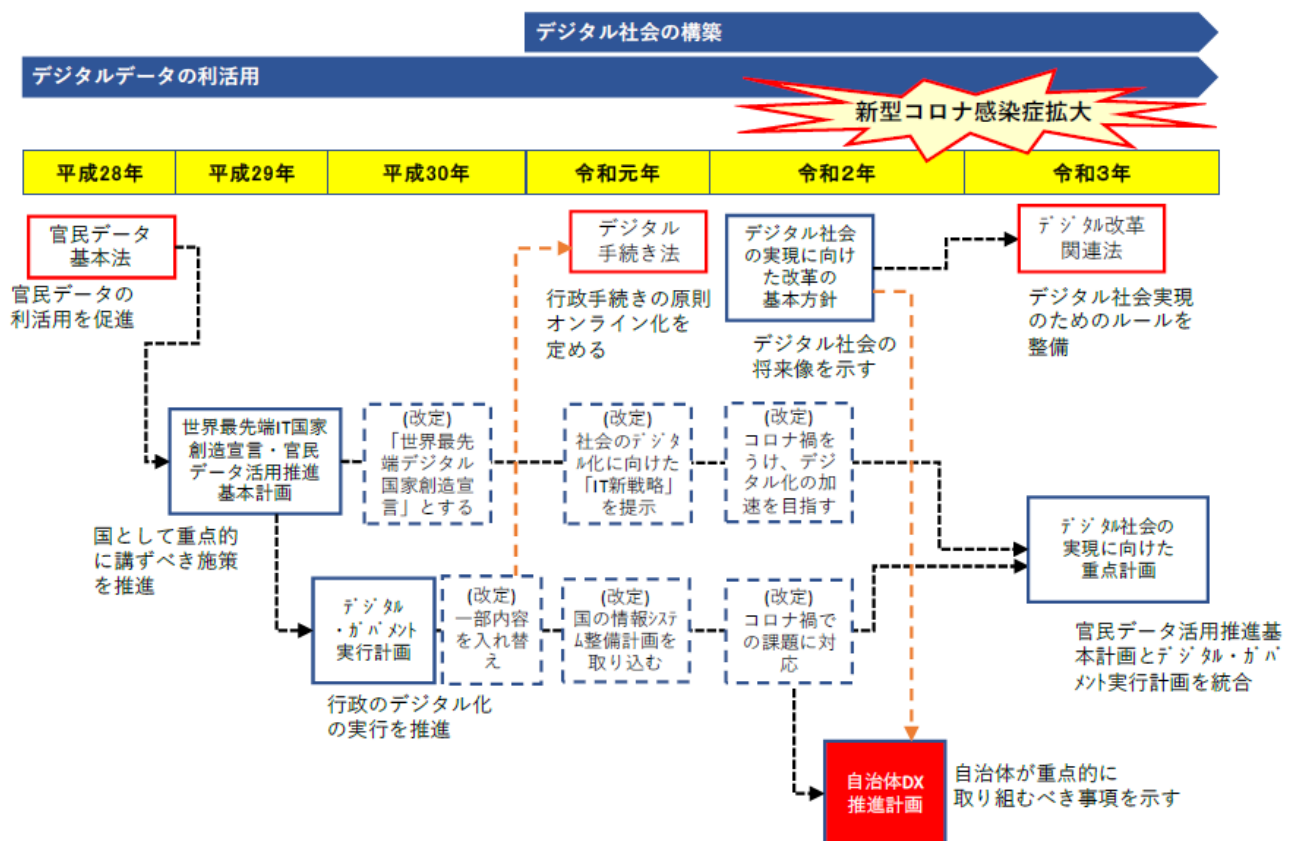 デジタル社会の構築
デジタルデータの利活用
新型コロナ感染症拡大
平成28年
平成29年
平成30年
令和元年
令和2年
令和3年
官民データ
基本法
官民データの
利活用を促進
デジタル
手続き法
行政手続きの原則
オンライン化を
定める
デジタル社会
の実現に向け
た改革の
基本方針
デジタル社会の
将来像を示す
デジタル改革
関連法
デジタル社会実現
のためのルールを
整備
世界最先端IT国家
創造宣言・官民
データ活用推進
基本計画
国として重点的
に講ずべき施策
を推進
(改定)
「世界最先
端デジタル
国家創造宣
言」とする
(改定)
社会のデジタ
ル化に向けた
「IT新戦略」
を提示
(改定)
コロナ禍を
うけ、デジ
タル化の加
速を目指す
デジタル社会の
実現に向けた
重点計画
官民データ活用推進基
本計画とデジタル・ガバ
メント実行計画を統合
デジタル
・ガバメント
実行計画
行政のデジタル化
の実行を推進
(改定)
一部内容
を入れ替
え
(改定)
国の情報システ
ム整備計画を
取り込む
(改定)
コロナ禍で
の課題に対
応
自治体DX
推進計画
自治体が重点的に
取り組むべき事項を示す